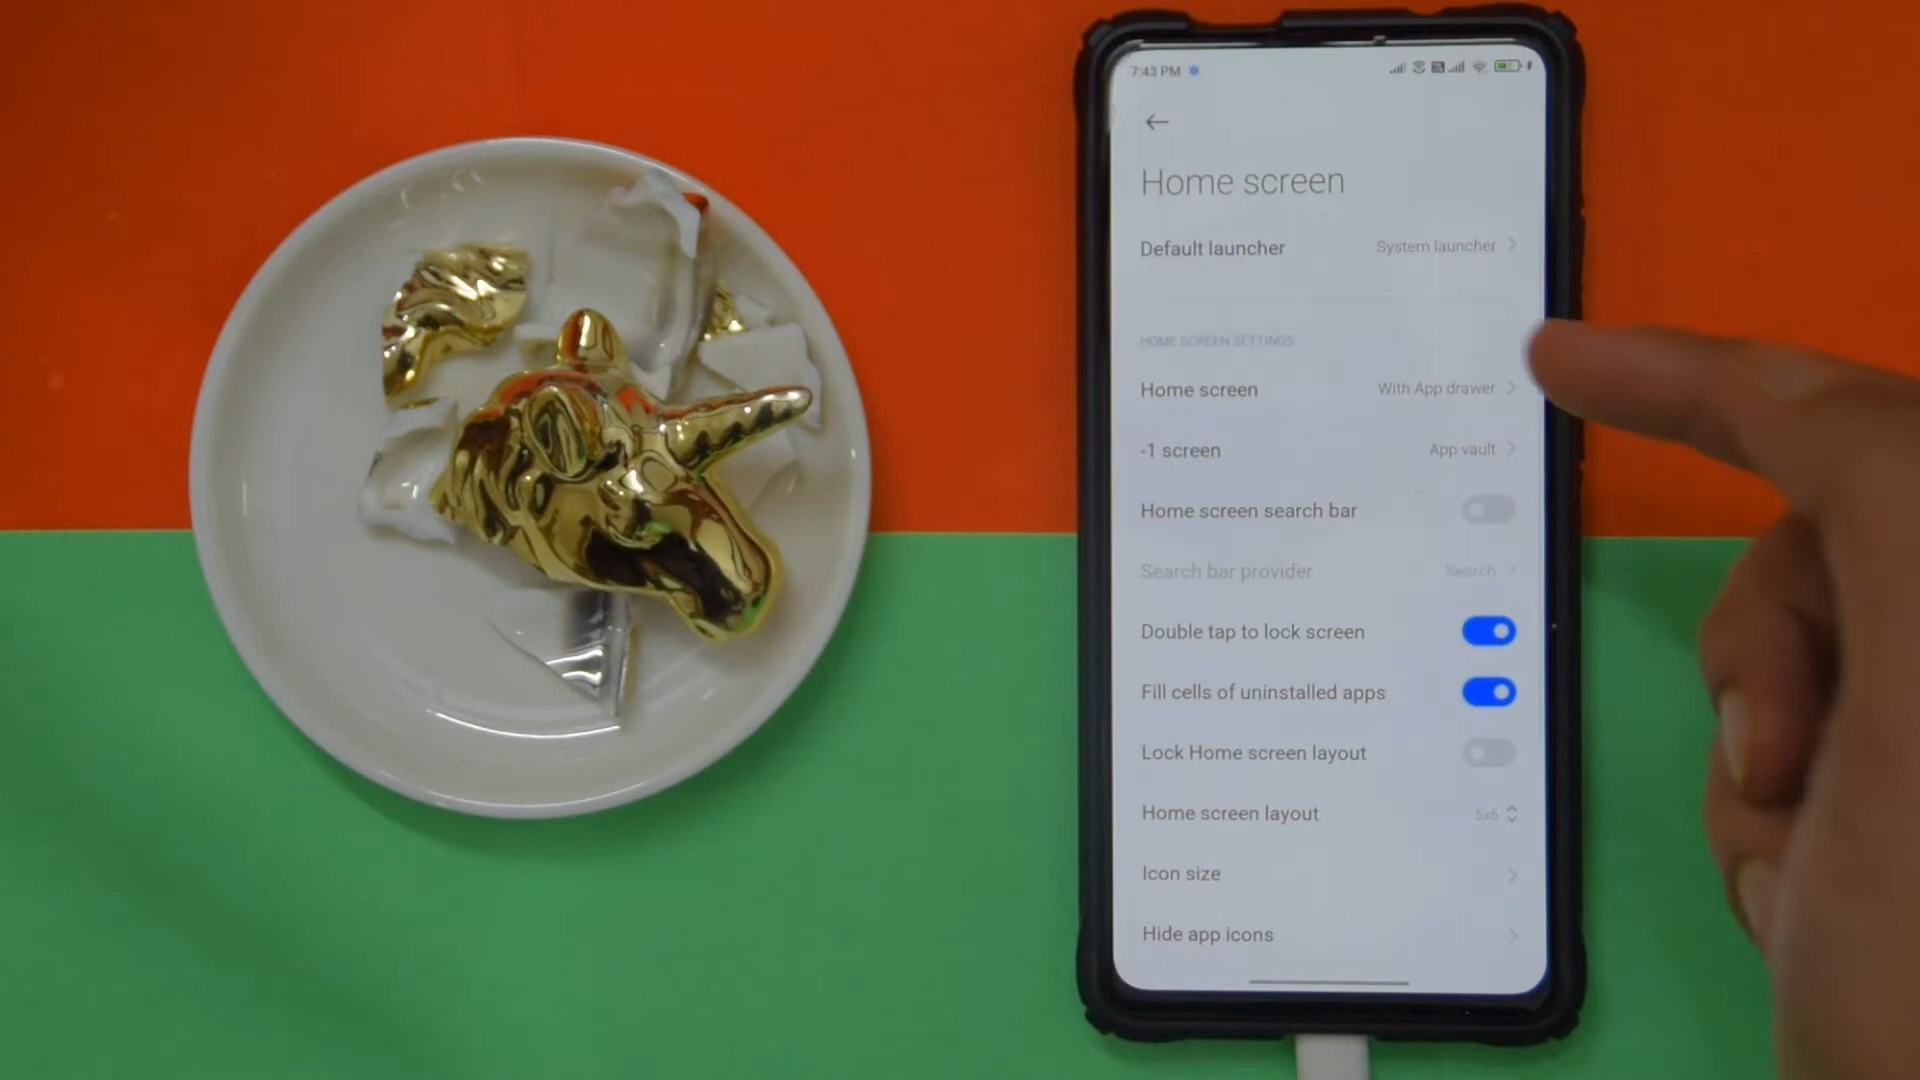 7:43 PM
Home screen
Default launcher System launcher
HOME SCREEN SETTINGS
Home screen With App drawer
-1 screen App vault
Home screen search bar
Search bar provider Search
Double tap to lock screen
Fill cells of uninstalled apps
Lock Home screen layout
Home screen layout 5x6
Icon size
Hide app icons